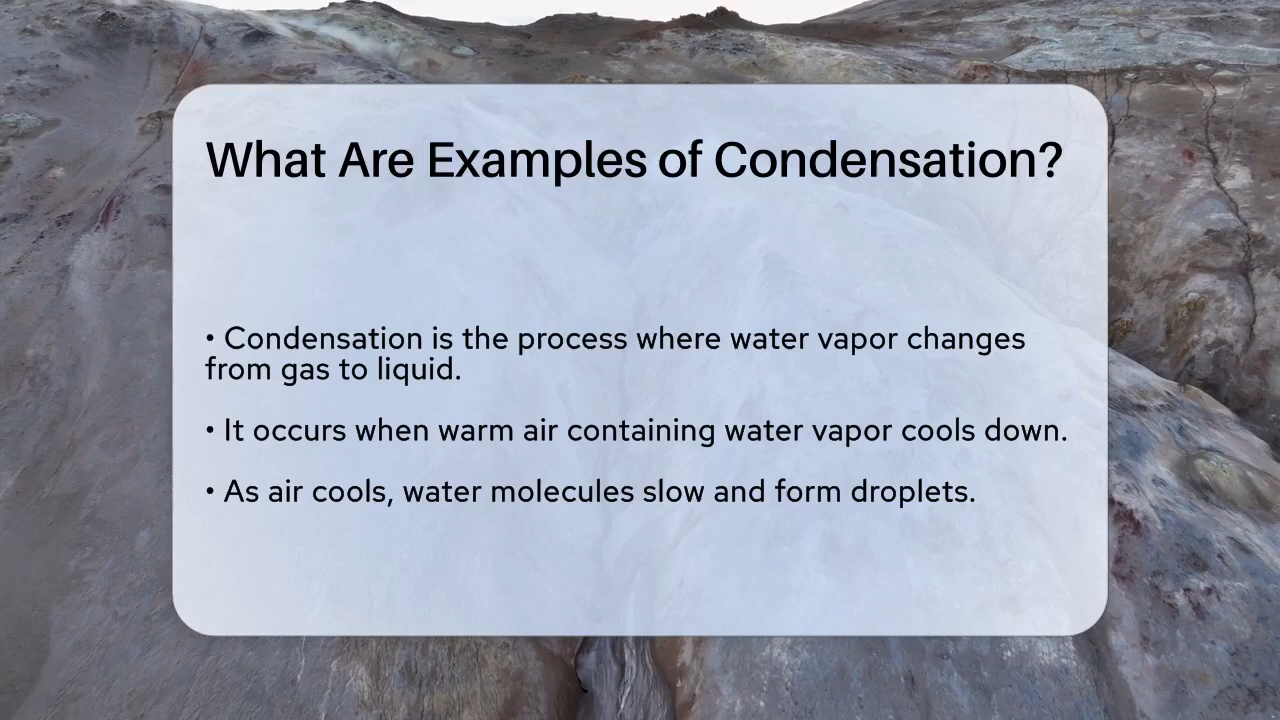 What Are Examples of Condensation?
• Condensation is the process where water vapor changes
from gas to liquid.
• It occurs when warm air containing water vapor cools down.
• As air cools, water molecules slow and form droplets.